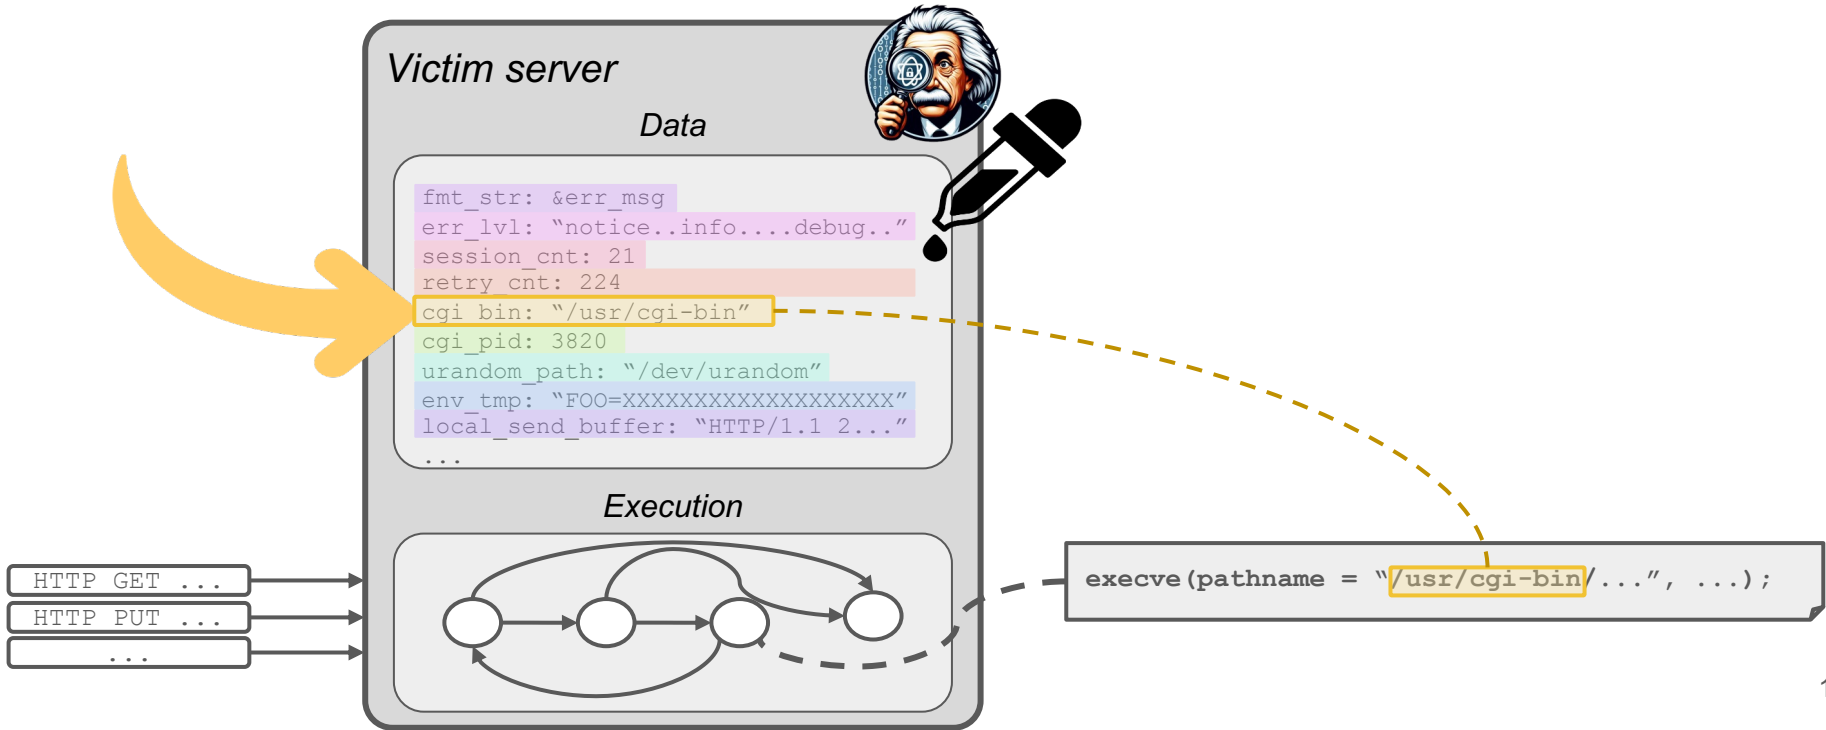 Victim server
Data
fmt_str: &err_msg
err_lvl: “notice..info....debug..”
session_cnt: 21
retry_cnt: 224
cgi_bin: “/usr/cgi-bin”
cgi_pid: 3820
urandom_path: “/dev/urandom”
env_tmp: “FOO=XXXXXXXXXXXXXXXXXXX”
local_send_buffer: “HTTP/1.1 2...”
...
Execution
HTTP GET ...
HTTP PUT ...
...
execve(pathname = “/usr/cgi-bin/...”, ...);